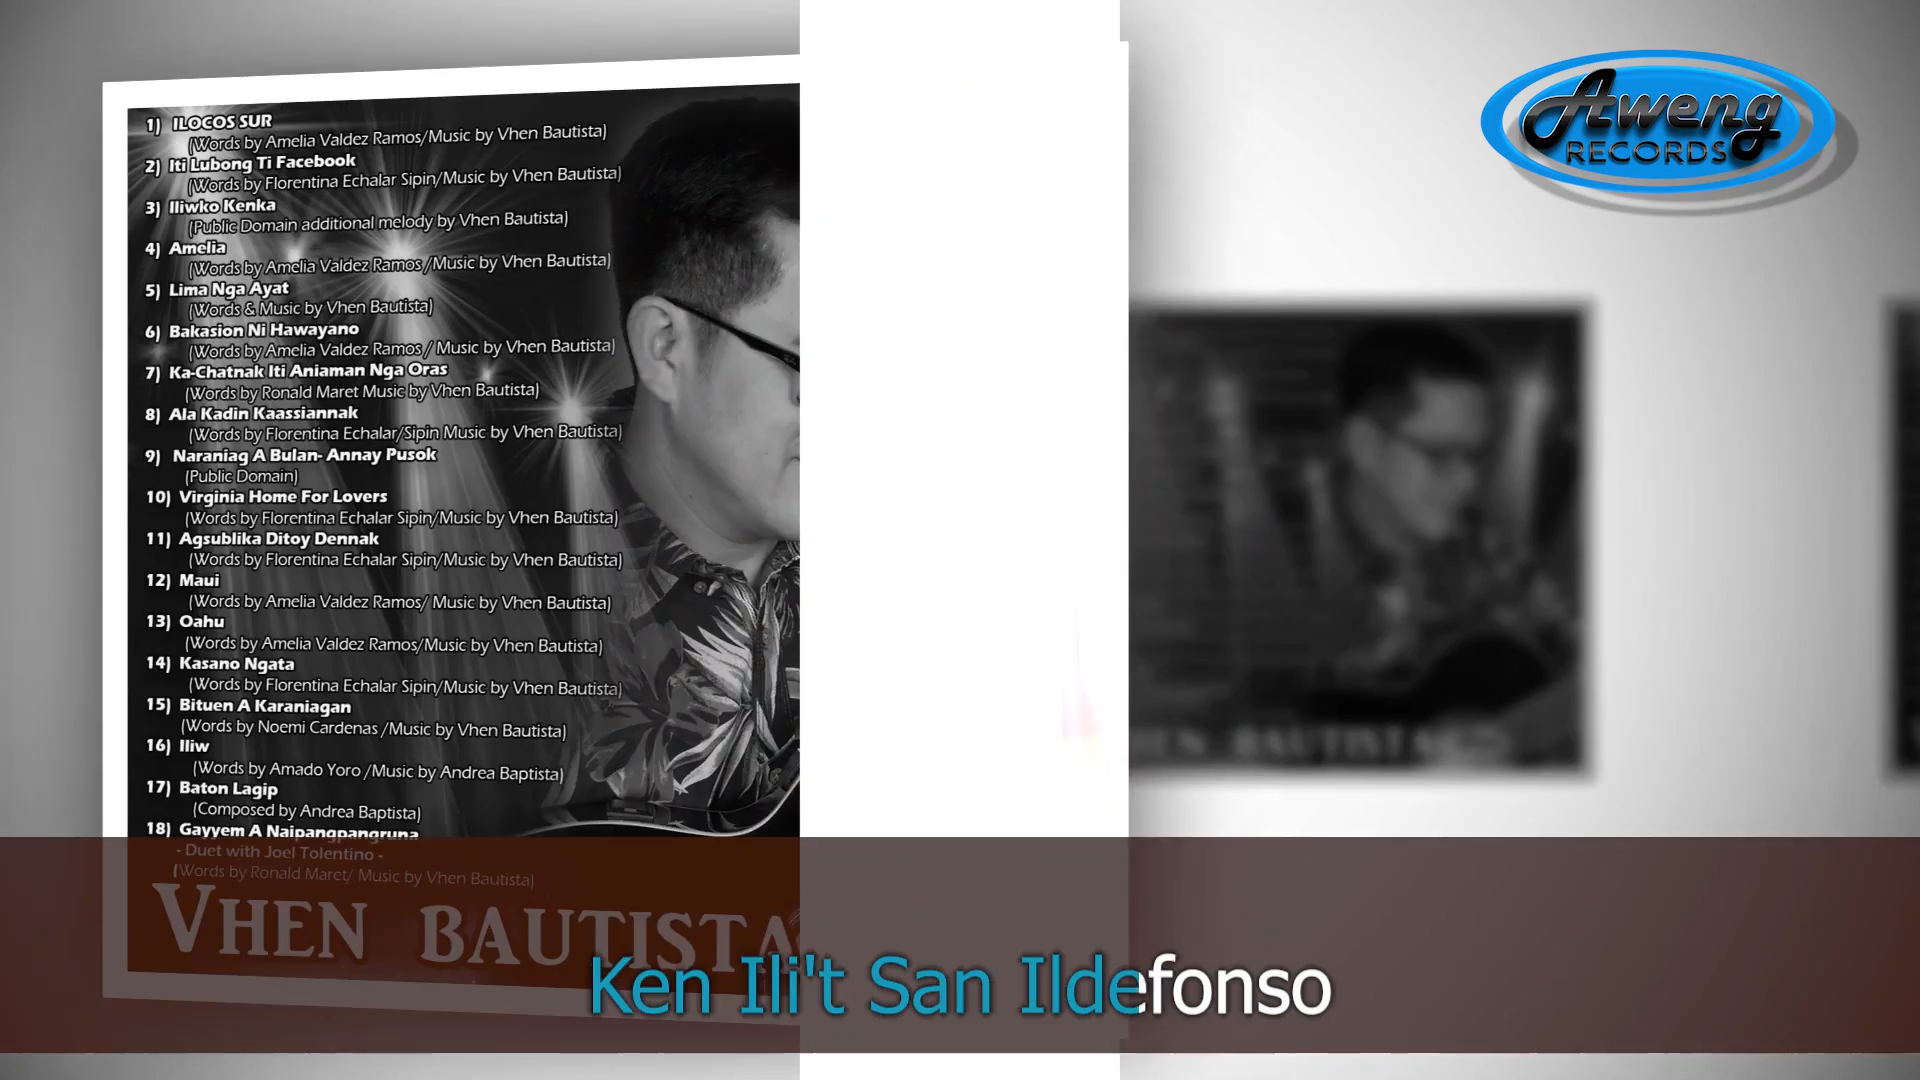 1) ILOCOS SUR
(Words by Amelia Valdez Ramos/Music by Vhen Bautista)
2) Iti Lubong Ti Facebook
(Words by Florentina Echalar Sipin/Music by Vhen Bautista)
3) Iliwko Kenka
(Public Domain additional melody by Vhen Bautista)
4) Amelia
(Words by Amelia Valdez Ramos /Music by Vhen Bautista)
5) Lima Nga Ayat
(Words & Music by Vhen Bautista)
6) Bakasion Ni Hawayano
(Words by Amelia Valdez Ramos / Music by Vhen Bautista)
7) Ka-Chatnak Iti Aniaman Nga Oras
(Words by Ronald Maret Music by Vhen Bautista)
8) Ala Kadin Kaassiannak
(Words by Florentina Echalar/Sipin Music by Vhen Bautista)
9) Naraniag A Bulan- Annay Pusok
(Public Domain)
10) Virginia Home For Lovers
(Words by Florentina Echalar Sipin/Music by Vhen Bautista)
11) Agsublika Ditoy Dennak
(Words by Florentina Echalar Sipin/Music by Vhen Bautista)
12) Maui
(Words by Amelia Valdez Ramos/ Music by Vhen Bautista)
13) Oahu
(Words by Amelia Valdez Ramos/Music by Vhen Bautista)
14) Kasano Ngata
(Words by Florentina Echalar Sipin/Music by Vhen Bautista)
15) Bituen A Karaniagan
(Words by Noemi Cardenas /Music by Vhen Bautista)
16) Iliw
(Words by Amado Yoro /Music by Andrea Baptista)
17) Baton Lagip
(Composed by Andrea Baptista)
18) Gayyem A Naipangpangruna
- Duet with Joel Tolentino -
(Words by Ronald Maret/ Music by Vhen Bautista)
VHEN BAUTISTA
Aweng
RECORDS
BAUTISTA
Ken Ili't San Ildefonso